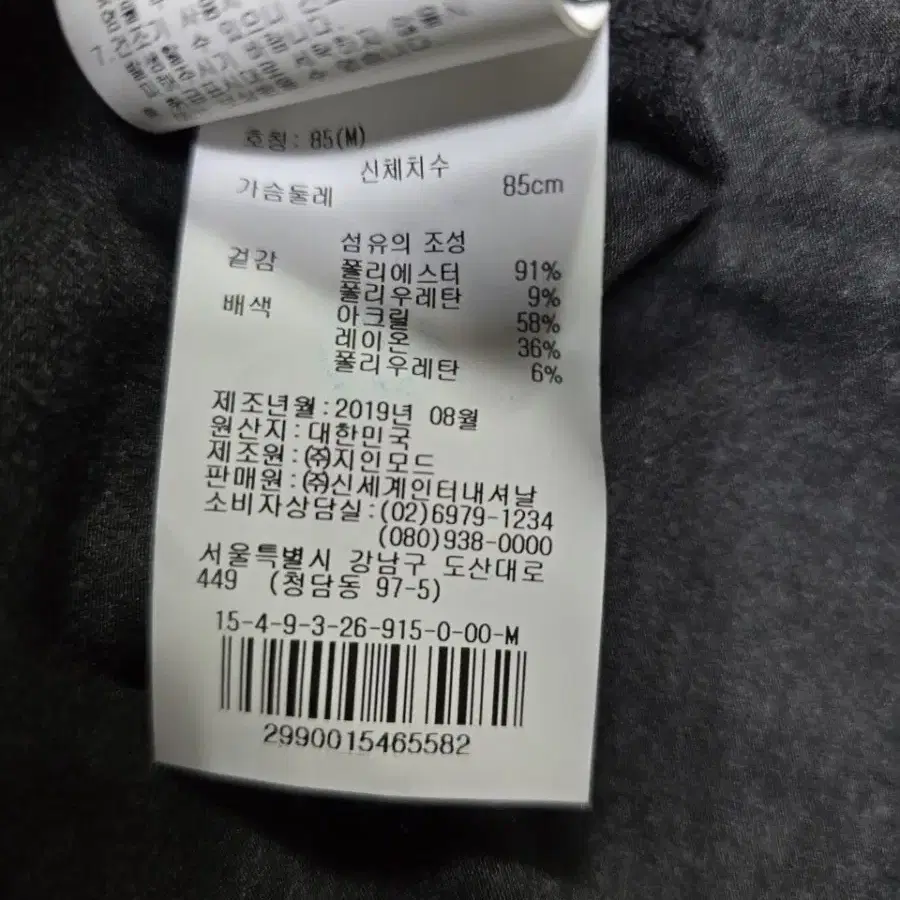 7.
호칭: 85(M)
신체치수
가슴둘레 85cm
섬유의 조성
겉감 폴리에스터 91%
폴리우레탄 9%
배색 아크릴 58%
레이온 36%
폴리우레탄 6%
제조년월:2019년 08월
원산지:대한민국
제조원:㈜지인모드
판매원:㈜신세계인터내셔날
소비자상담실:(02)6979-1234
(080)938-0000
서울특별시 강남구 도산대로
449 (청담동 97-5)
15-4-9-3-26-915-0-00-M
2990015465582